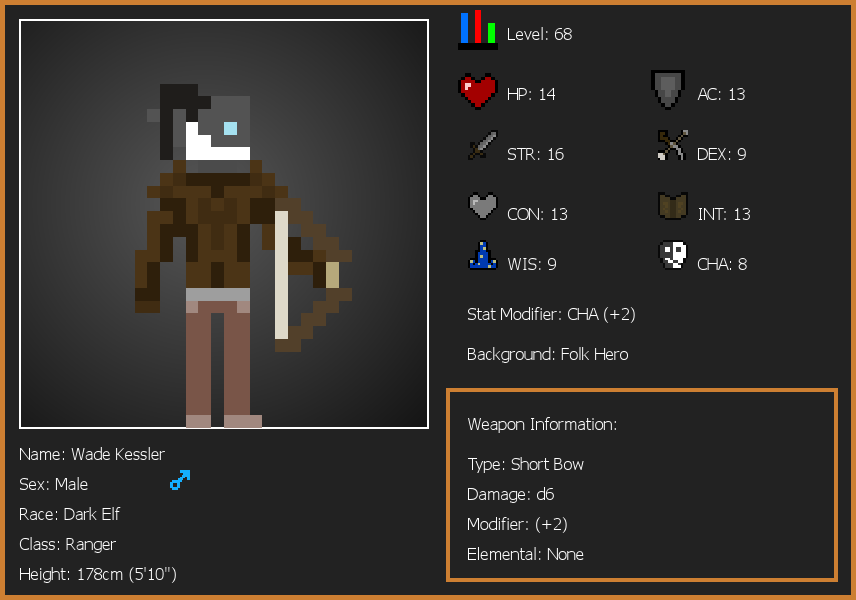 Level: 68
HP: 14
AC: 13
STR: 16
DEX: 9
CON: 13
INT: 13
WIS: 9
CHA: 8
Stat Modifier: CHA (+2)
Background: Folk Hero
Weapon Information:
Type: Short Bow
Damage: d6
Modifier: (+2)
Elemental: None
Name: Wade Kessler
Sex: Male
Race: Dark Elf
Class: Ranger
Height: 178cm (5'10")